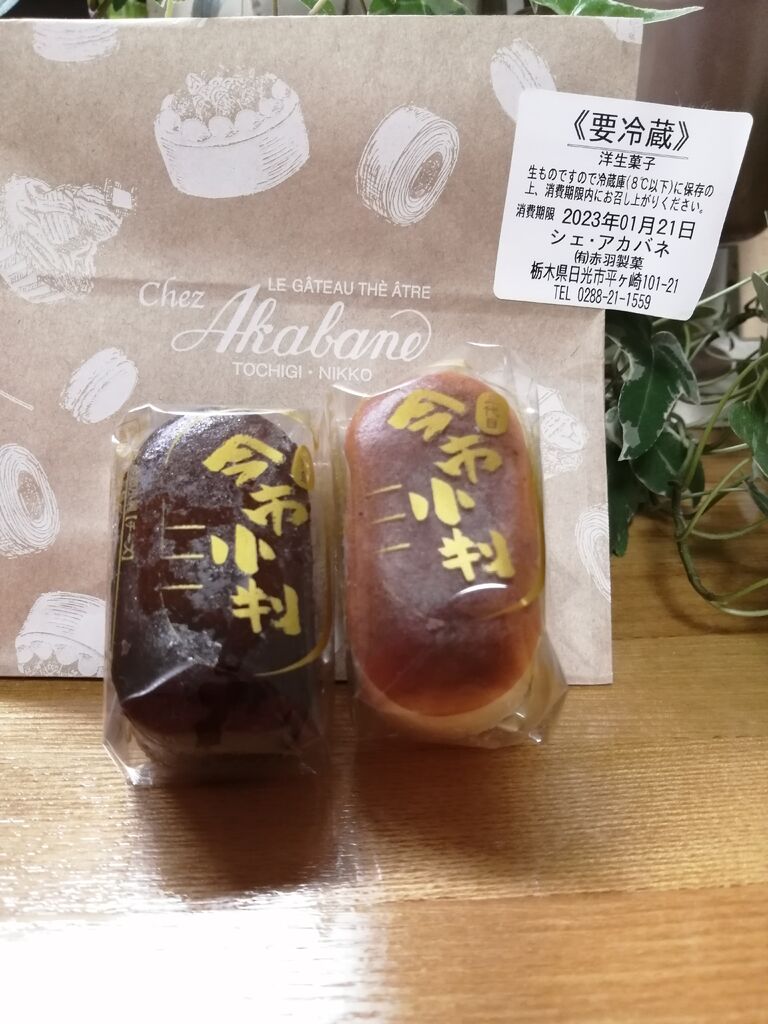 《要冷蔵》
洋生菓子
生ものですので冷蔵庫(8℃以下)に保存の
上、消費期限内にお召し上がりください。
消費期限 2023年01月21日
シェ・アカバネ
㈲赤羽製菓
栃木県日光市平ヶ崎101-21
TEL 0288-21-1559
LE GÂTEAU THÈ ÂTRE
Chez Akabane
TOCHIGI・NIKKO
今市小判
今市小判